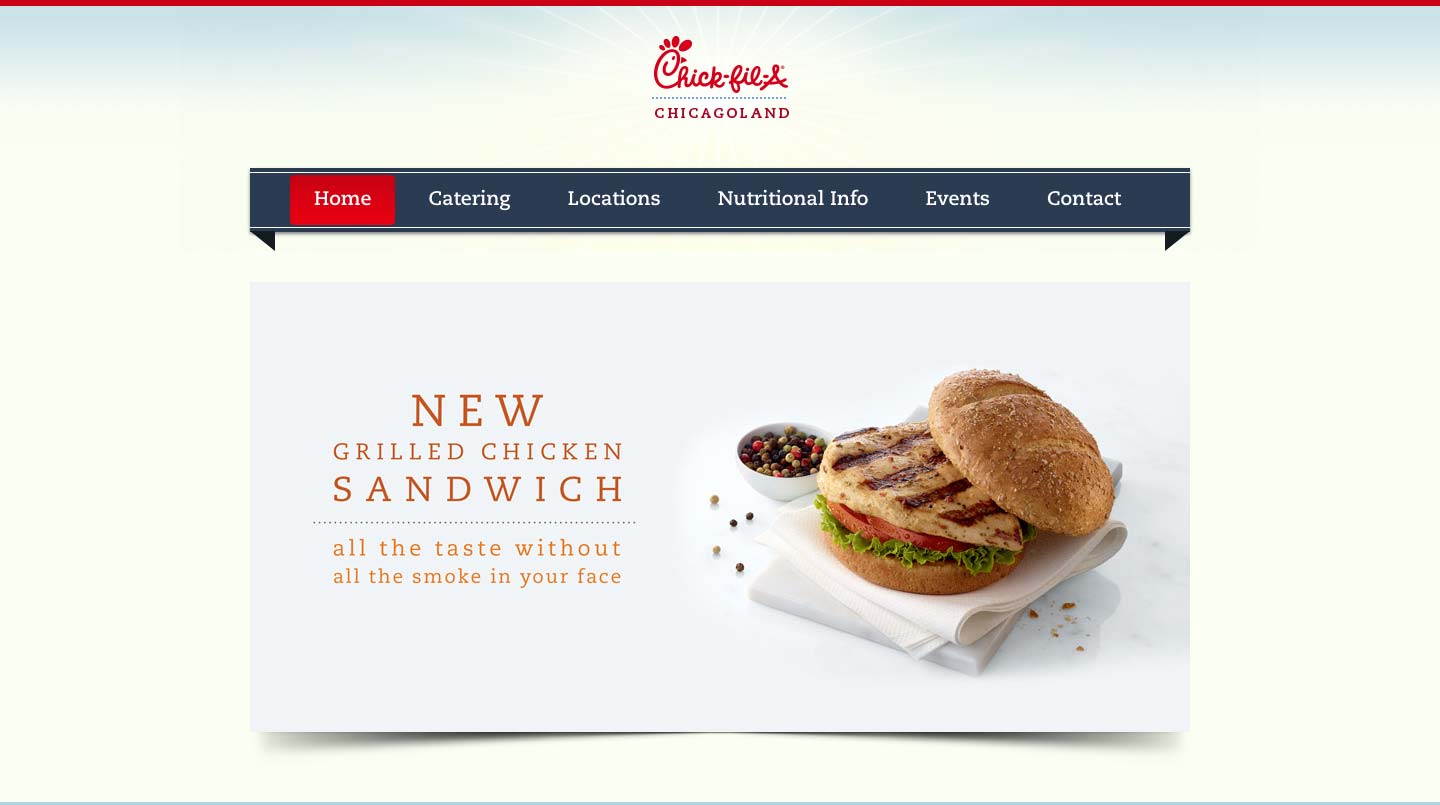 Chick-fil-A®
CHICAGOLAND
Home Catering Locations Nutritional Info Events Contact
NEW
GRILLED CHICKEN
SANDWICH
all the taste without
all the smoke in your face